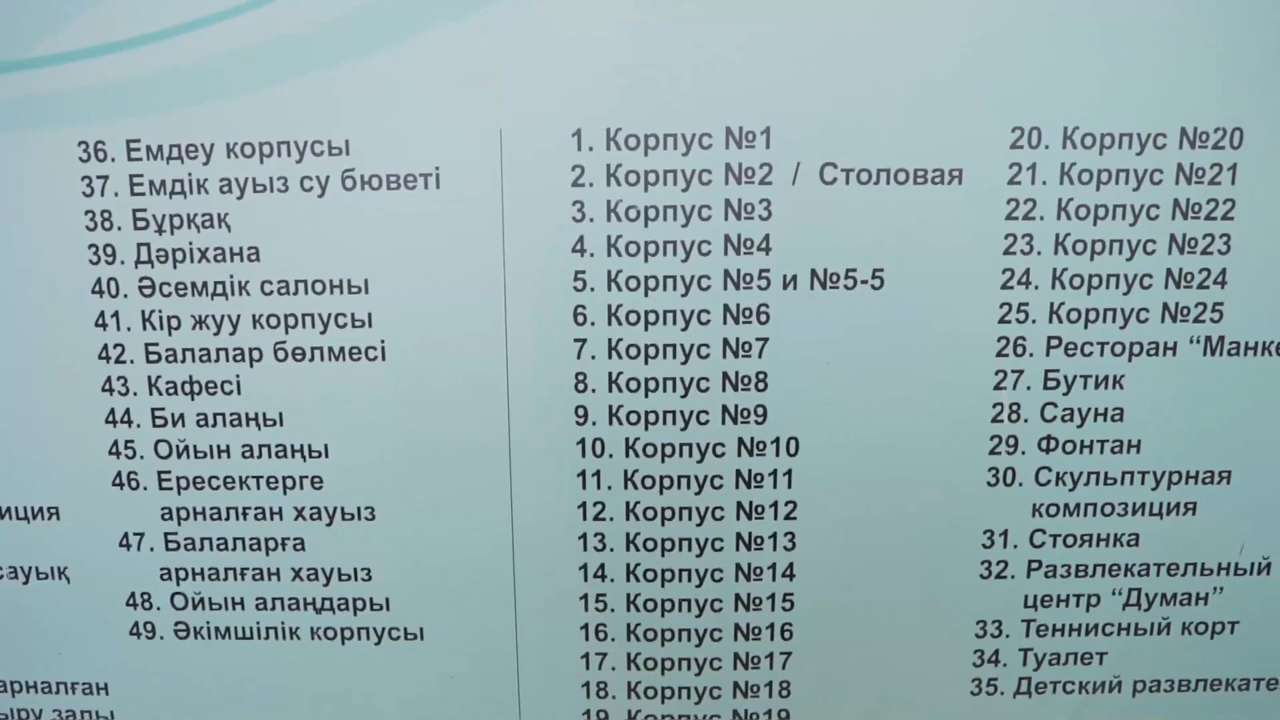 36. Емдеу корпусы
37. Емдік ауыз су бюветі
38. Бұрқақ
39. Дәріхана
40. Әсемдік салоны
41. Кір жуу корпусы
42. Балалар бөлмесі
43. Кафесі
44. Би алаңы
45. Ойын алаңы
46. Ересектерге
арналған хауыз
47. Балаларға
арналған хауыз
48. Ойын алаңдары
49. Әкімшілік корпусы
арналған
залы
1. Корпус №1
2. Корпус №2 / Столовая
3. Корпус №3
4. Корпус №4
5. Корпус №5 и №5-5
6. Корпус №6
7. Корпус №7
8. Корпус №8
9. Корпус №9
10. Корпус №10
11. Корпус №11
12. Корпус №12
13. Корпус №13
14. Корпус №14
15. Корпус №15
16. Корпус №16
17. Корпус №17
18. Корпус №18
19. Корпус №19
20. Корпус №20
21. Корпус №21
22. Корпус №22
23. Корпус №23
24. Корпус №24
25. Корпус №25
26. Ресторан “Манке
27. Бутик
28. Сауна
29. Фонтан
30. Скульптурная
композиция
31. Стоянка
32. Развлекательный
центр “Думан”
33. Теннисный корт
34. Туалет
35. Детский развлекате